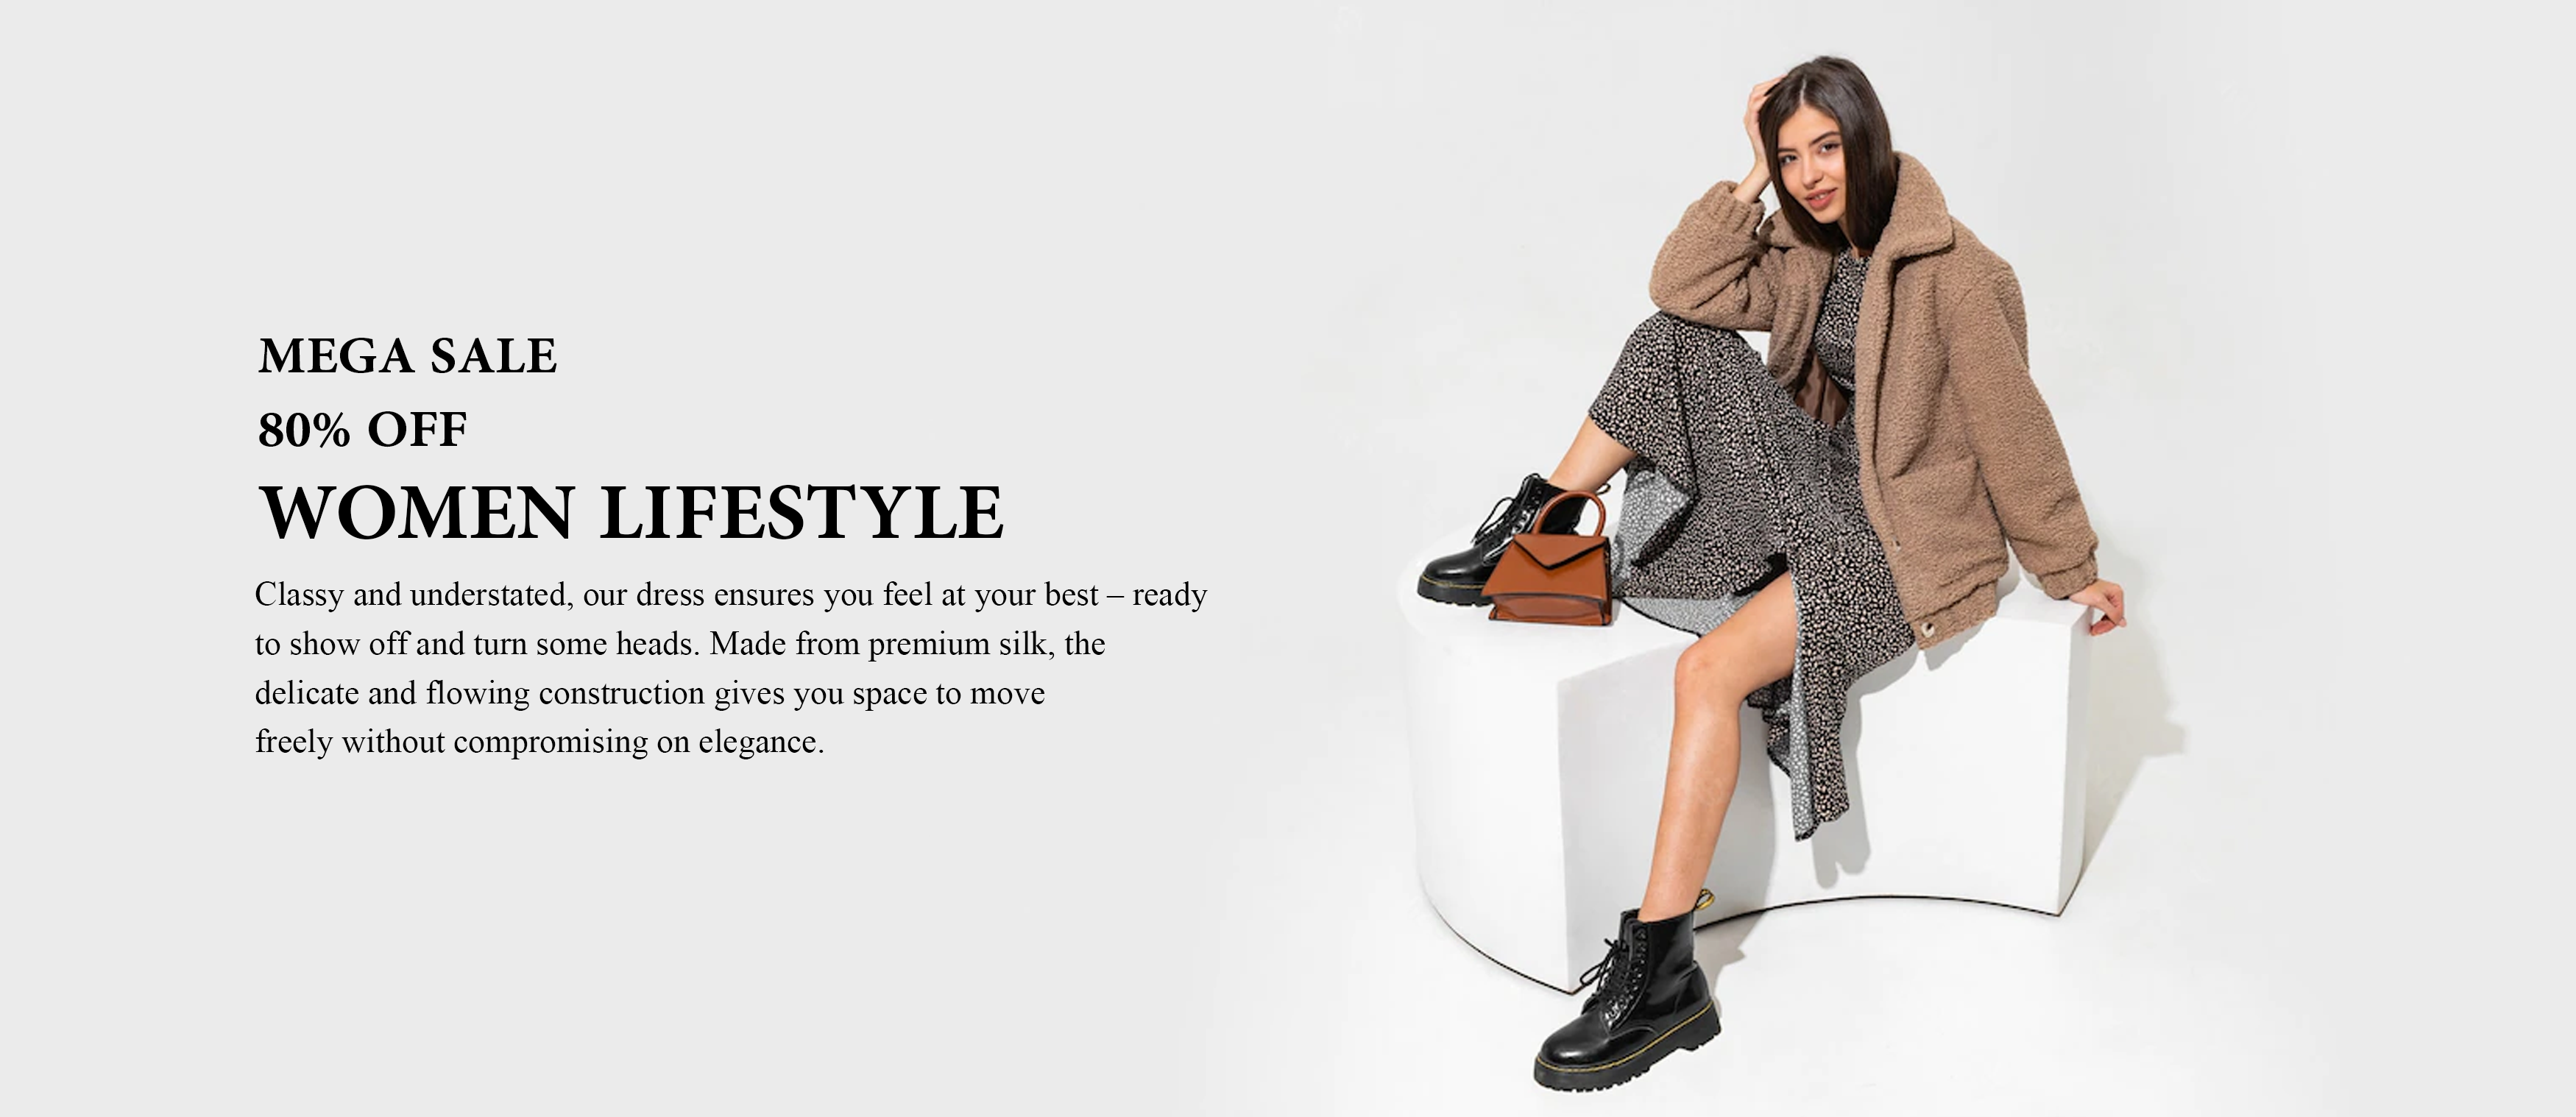 MEGA SALE
80% OFF
WOMEN LIFESTYLE
Classy and understated, our dress ensures you feel at your best – ready
to show off and turn some heads. Made from premium silk, the
delicate and flowing construction gives you space to move
freely without compromising on elegance.